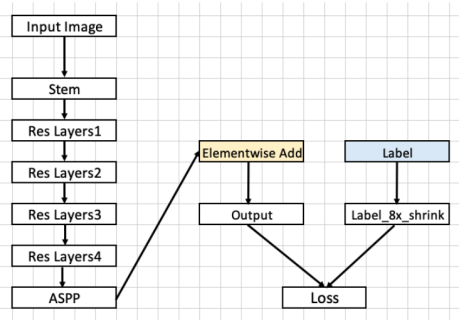 Input Image
Stem
Res Layers1
Res Layers2
Res Layers3
Res Layers4
ASPP
Elementwise Add
Output
Label
Label_8x_shrink
Loss